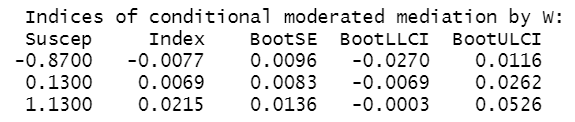 Indices of conditional moderated mediation by W:
Suscep Index BootSE BootLLCI BootULCI
-0.8700 -0.0077 0.0096 -0.0270 0.0116
0.1300 0.0069 0.0083 -0.0069 0.0262
1.1300 0.0215 0.0136 -0.0003 0.0526